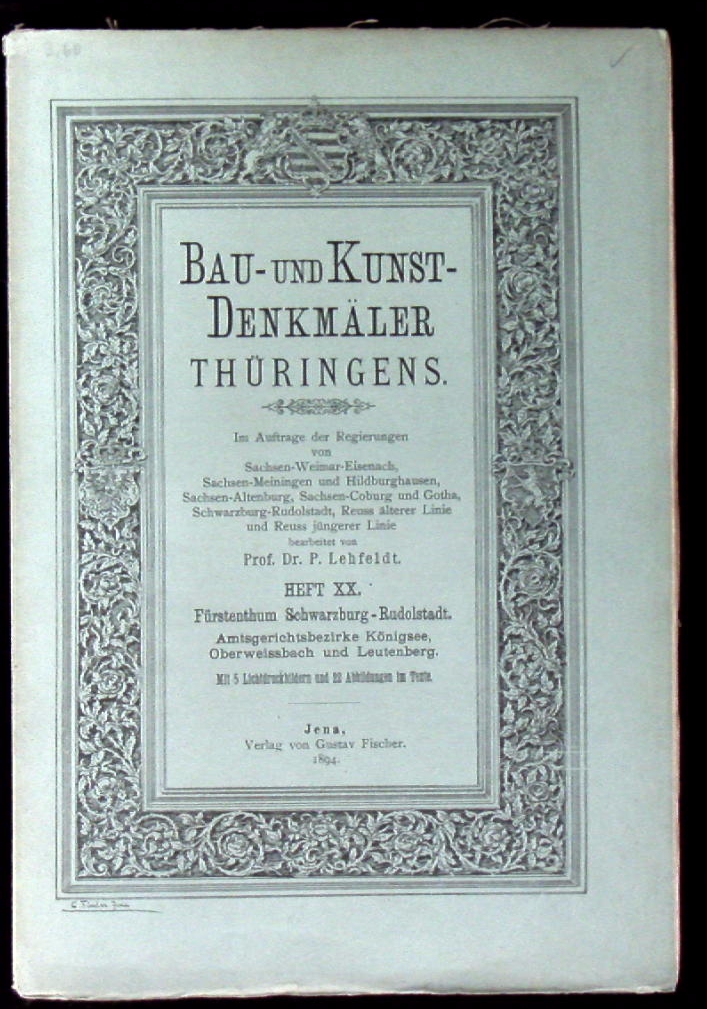 3.60
BAU- UND KUNST-
DENKMÄLER
THÜRINGENS.
Im Auftrage der Regierungen
von
Sachsen-Weimar-Eisenach,
Sachsen-Meiningen und Hildburghausen,
Sachsen-Altenburg, Sachsen-Coburg und Gotha,
Schwarzburg-Rudolstadt, Reuss älterer Linie
und Reuss jüngerer Linie
bearbeitet von
Prof. Dr. P. Lehfeldt.
HEFT XX.
Fürstenthum Schwarzburg-Rudolstadt.
Amtsgerichtsbezirke Königsee,
Oberweissbach und Leutenberg.
Mit 5 Lichtdruckbildern und 22 Abbildungen im Texte.
Jena,
Verlag von Gustav Fischer.
1894.